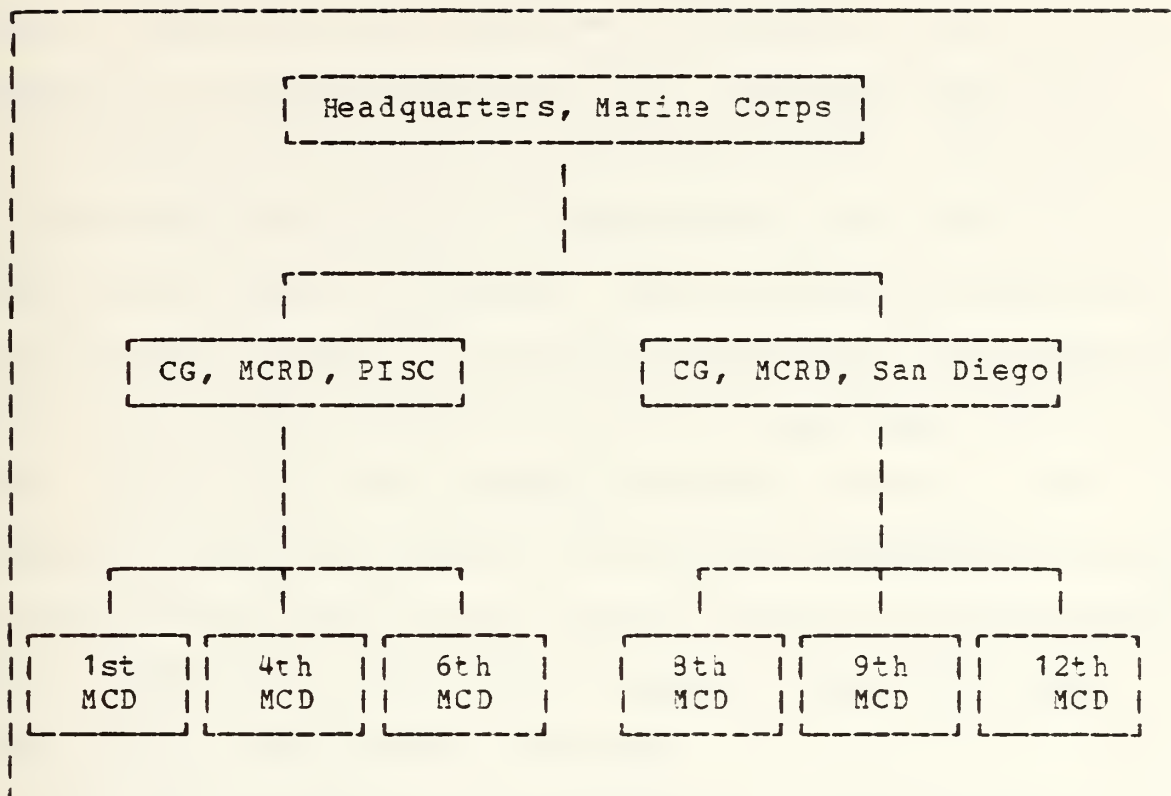 Headquarters, Marine Corps
CG, MCRD, PISC
CG, MCRD, San Diego
1st
MCD
4th
MCD
6th
MCD
8th
MCD
9th
MCD
12th
MCD